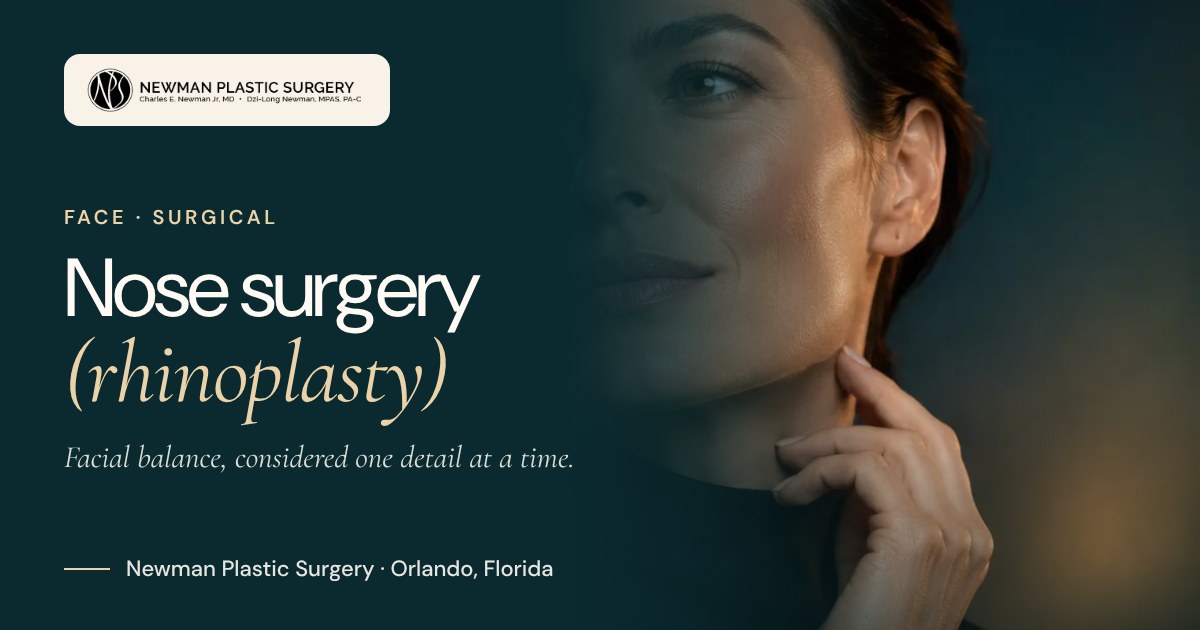 NPS
NEWMAN PLASTIC SURGERY
Charles E. Newman Jr, MD • Dzi-Long Newman, MPAS, PA-C
FACE · SURGICAL
Nose surgery
(rhinoplasty)
Facial balance, considered one detail at a time.
Newman Plastic Surgery · Orlando, Florida